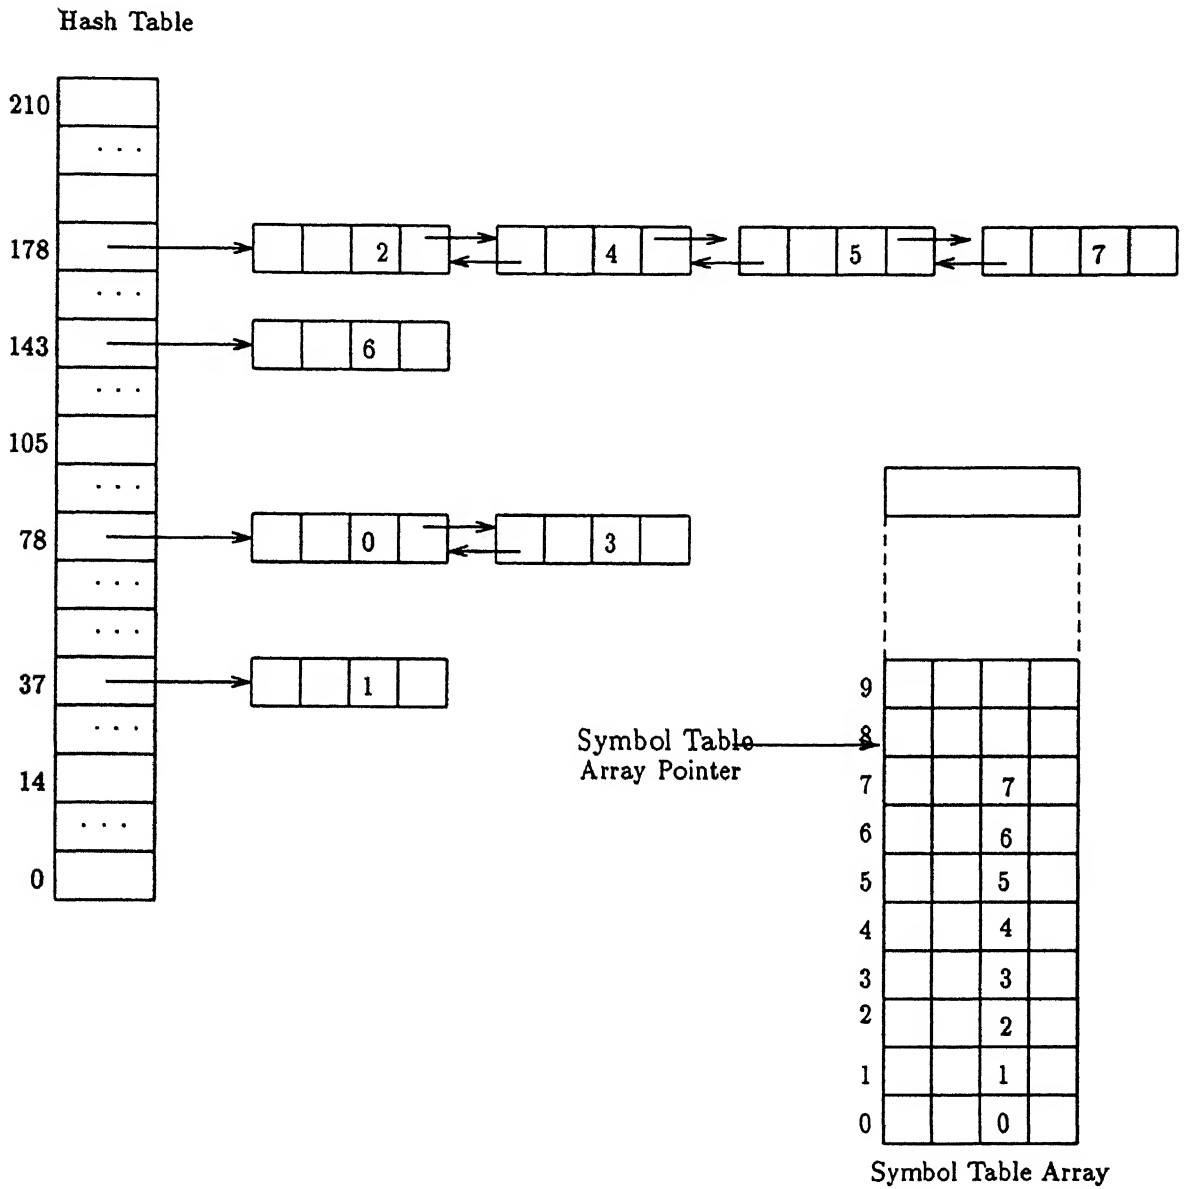 Hash Table
210
. . .
178
2
4
5
7
. . .
143
6
. . .
105
. . .
78
0
3
. . .
. . .
37
1
. . .
14
. . .
0
9
Symbol Table
Array Pointer
8
7
7
6
6
5
5
4
4
3
3
2
2
1
1
0
0
Symbol Table Array